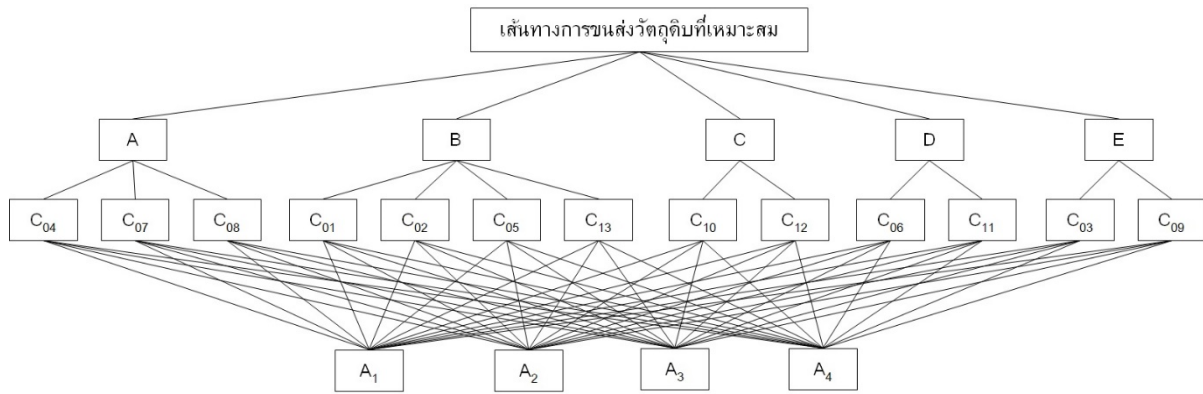 เส้นทางการขนส่งวัตถุดิบที่เหมาะสม
A B C D E
C04 C07 C08 C01 C02 C05 C13 C10 C12 C06 C11 C03 C09
A1 A2 A3 A4